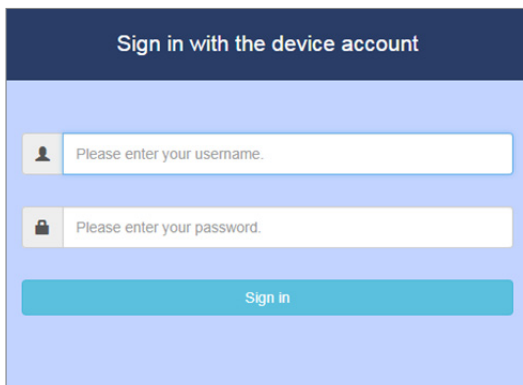 Sign in with the device account
Please enter your username.
Please enter your password.
Sign in